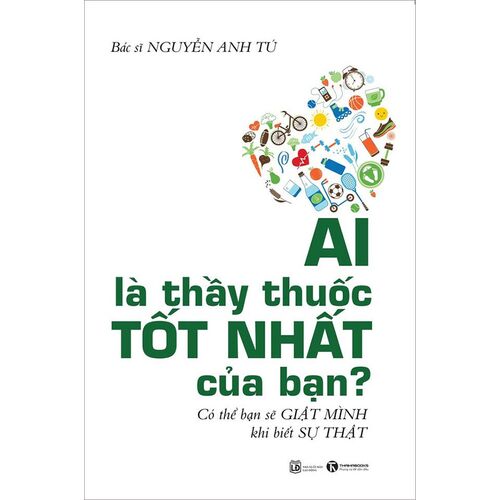 Bác sĩ NGUYỄN ANH TÚ
AI
là thầy thuốc
TỐT NHẤT
của bạn?
Có thể bạn sẽ GIẬT MÌNH
khi biết SỰ THẬT
THAIHABOOKS